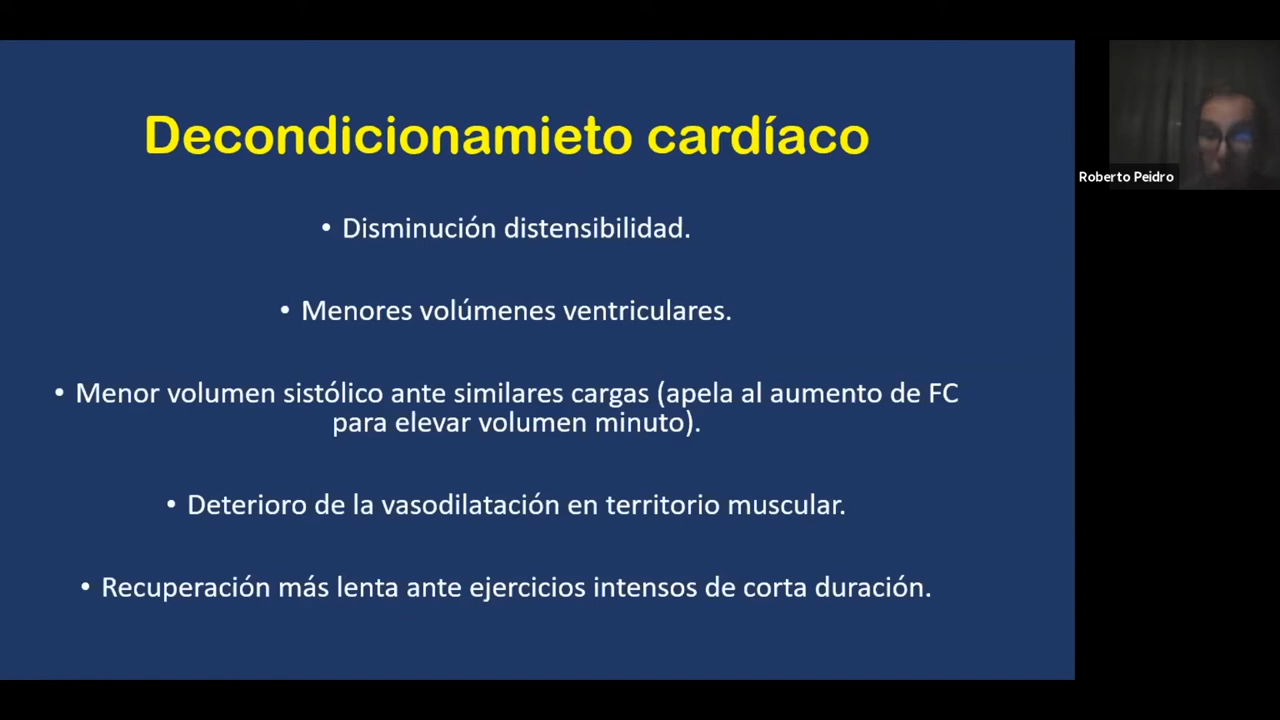 Decondicionamieto cardíaco
• Disminución distensibilidad.
• Menores volúmenes ventriculares.
• Menor volumen sistólico ante similares cargas (apela al aumento de FC
para elevar volumen minuto).
• Deterioro de la vasodilatación en territorio muscular.
• Recuperación más lenta ante ejercicios intensos de corta duración.
Roberto Peidro